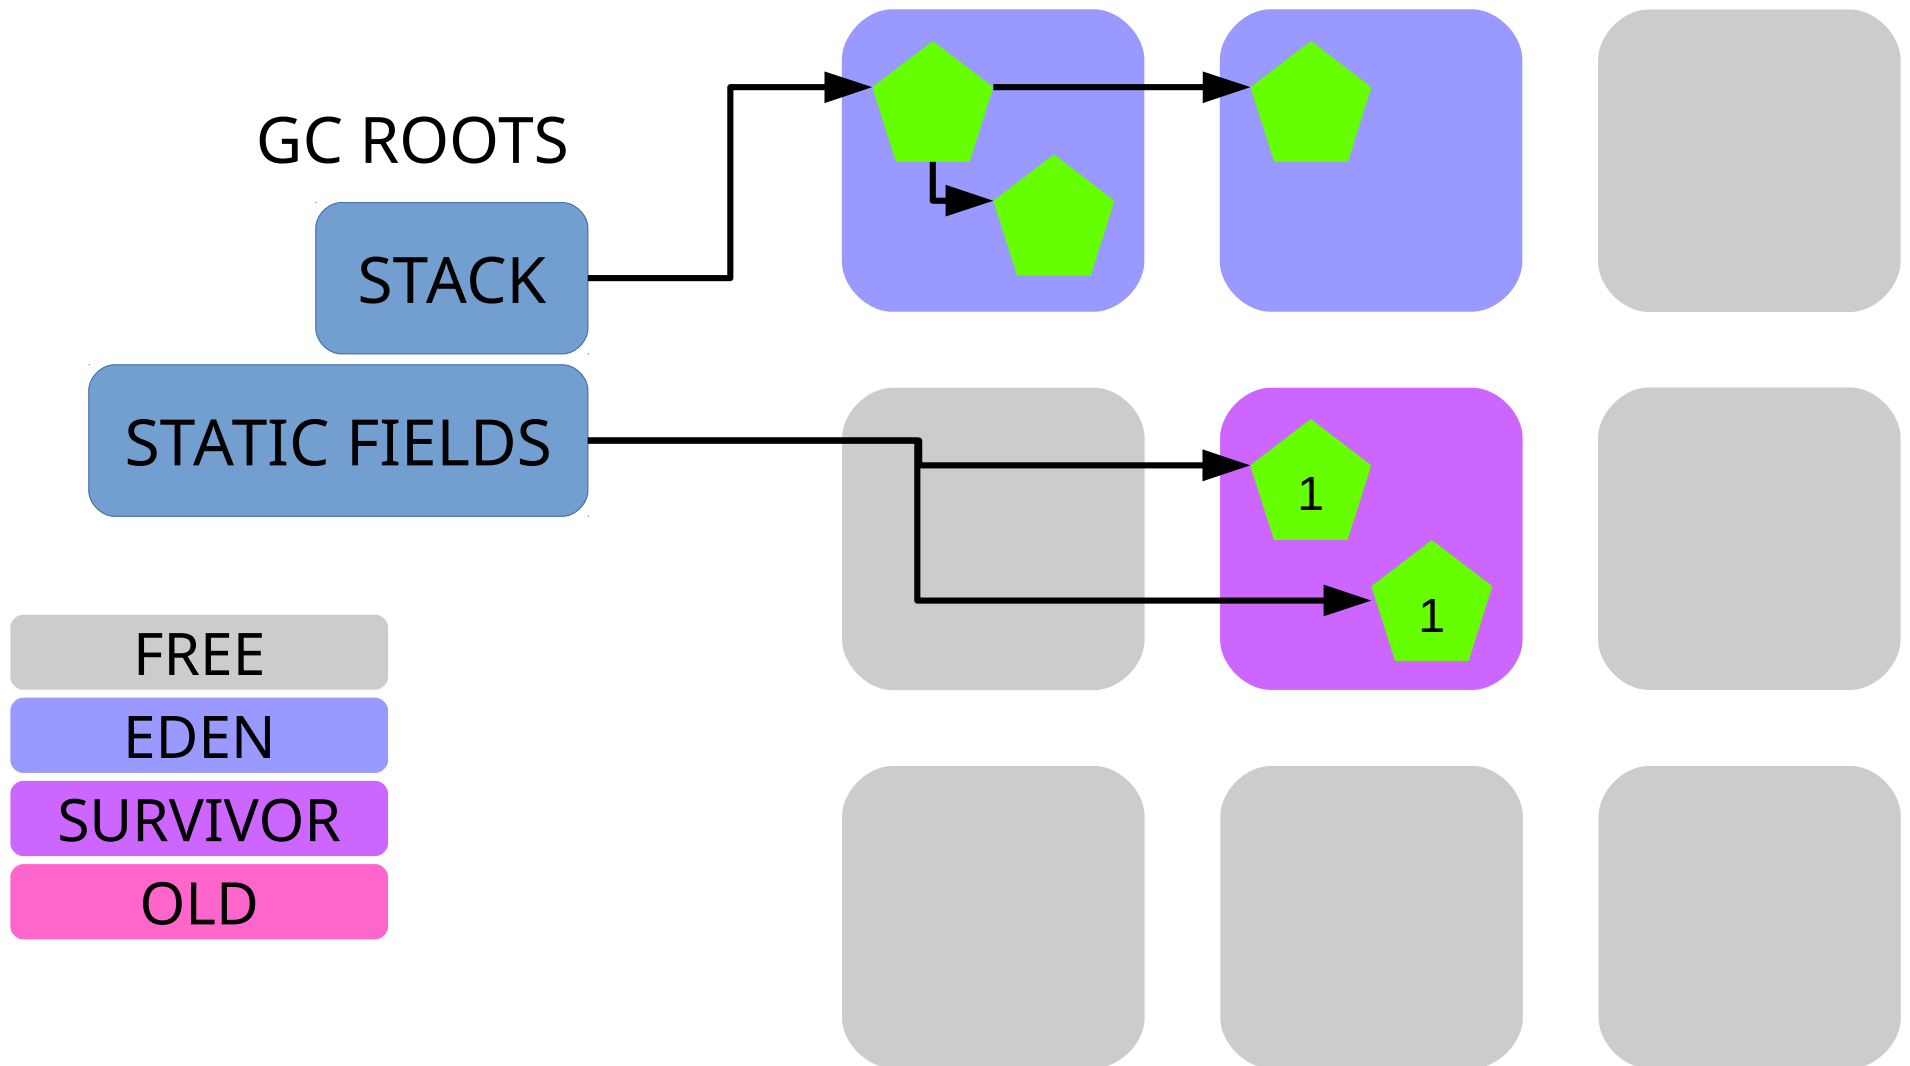 GC ROOTS
STACK
STATIC FIELDS
1
1
FREE
EDEN
SURVIVOR
OLD